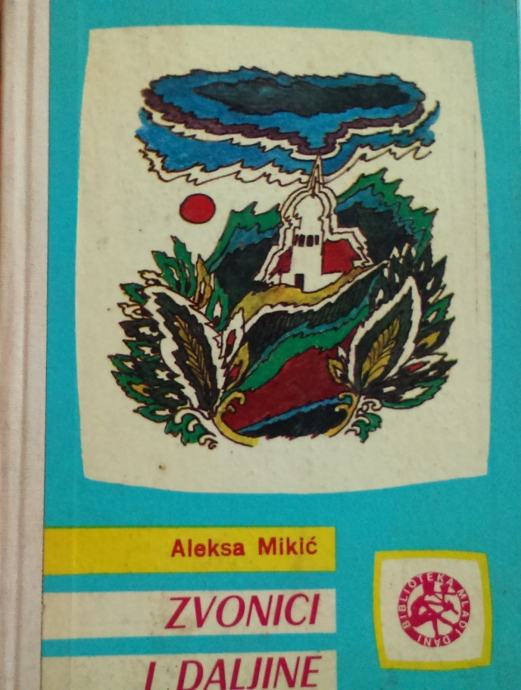 Aleksa Mikić
ZVONICI
I DALJINE
BIBLIOTEKA MLADI DANI